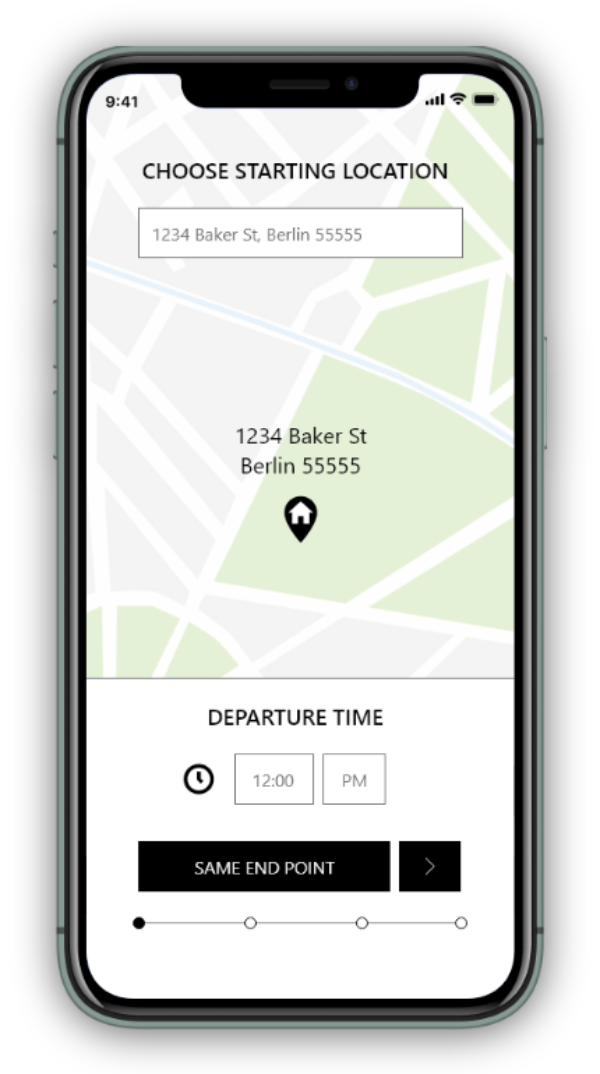 9:41
CHOOSE STARTING LOCATION
1234 Baker St, Berlin 55555
1234 Baker St
Berlin 55555
DEPARTURE TIME
12:00 PM
SAME END POINT